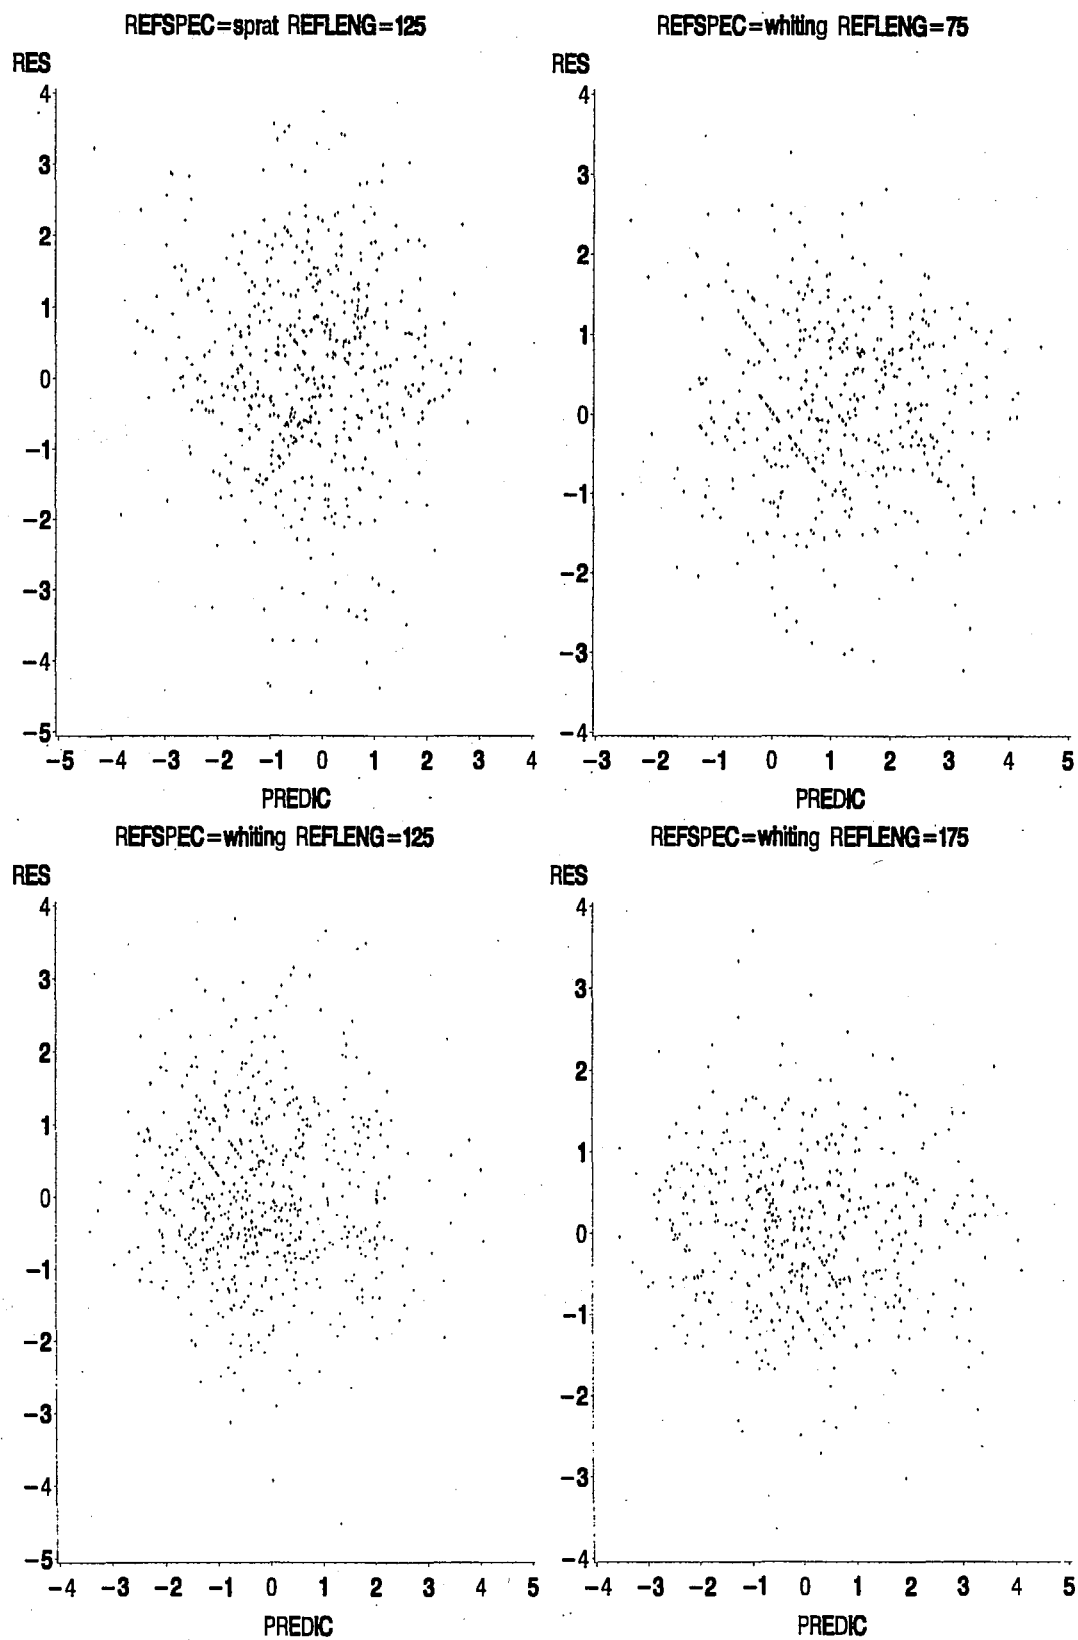 REFSPEC=sprat REFLENG=125
RES
4
3
2
1
0
−1
−2
−3
−4
−5
−5 −4 −3 −2 −1 0 1 2 3 4
PREDIC
REFSPEC=whiting REFLENG=75
RES
4
3
2
1
0
−1
−2
−3
−4
−3 −2 −1 0 1 2 3 4 5
PREDIC
REFSPEC=whiting REFLENG=125
RES
4
3
2
1
0
−1
−2
−3
−4
−5
−4 −3 −2 −1 0 1 2 3 4 5
PREDIC
REFSPEC=whiting REFLENG=175
RES
4
3
2
1
0
−1
−2
−3
−4
−4 −3 −2 −1 0 1 2 3 4 5
PREDIC